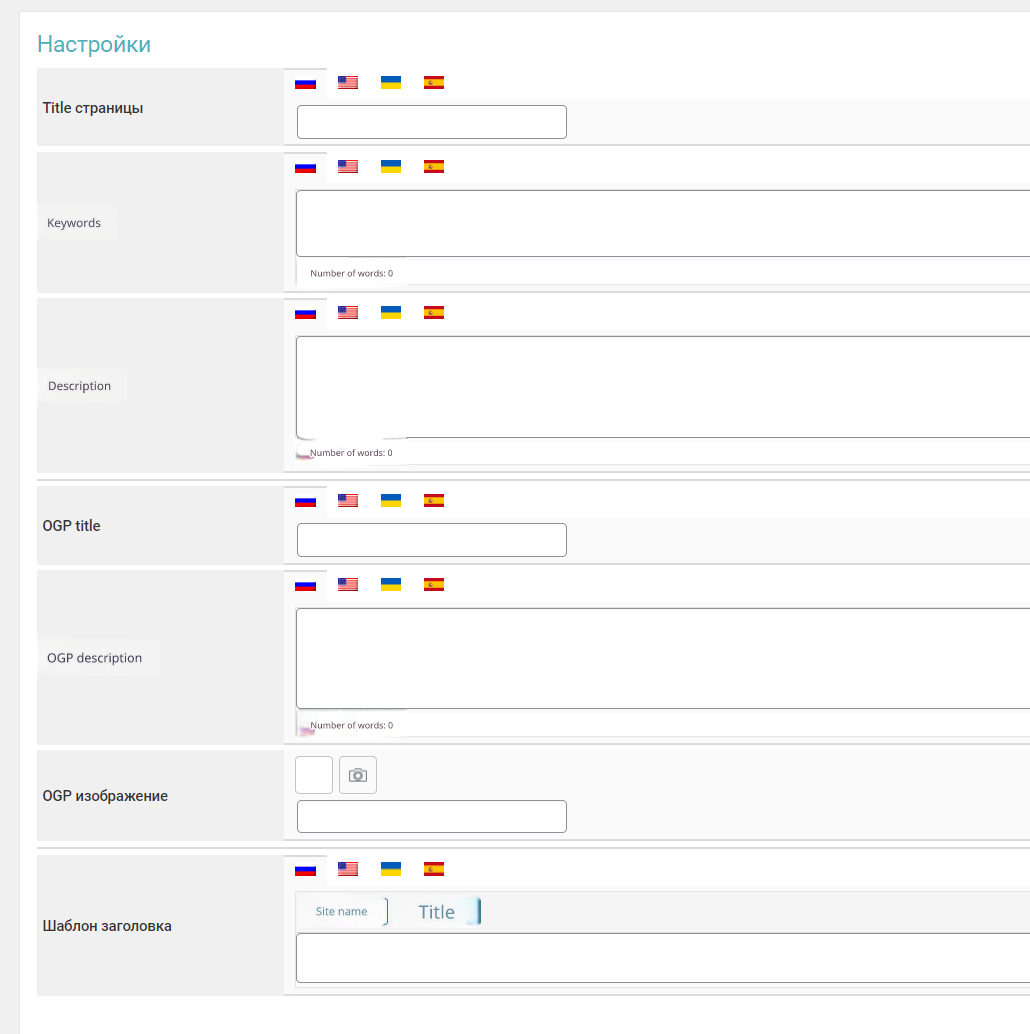 Настройки
Title страницы
Keywords
Number of words: 0
Description
Number of words: 0
OGP title
OGP description
Number of words: 0
OGP изображение
Шаблон заголовка
Site name
Title